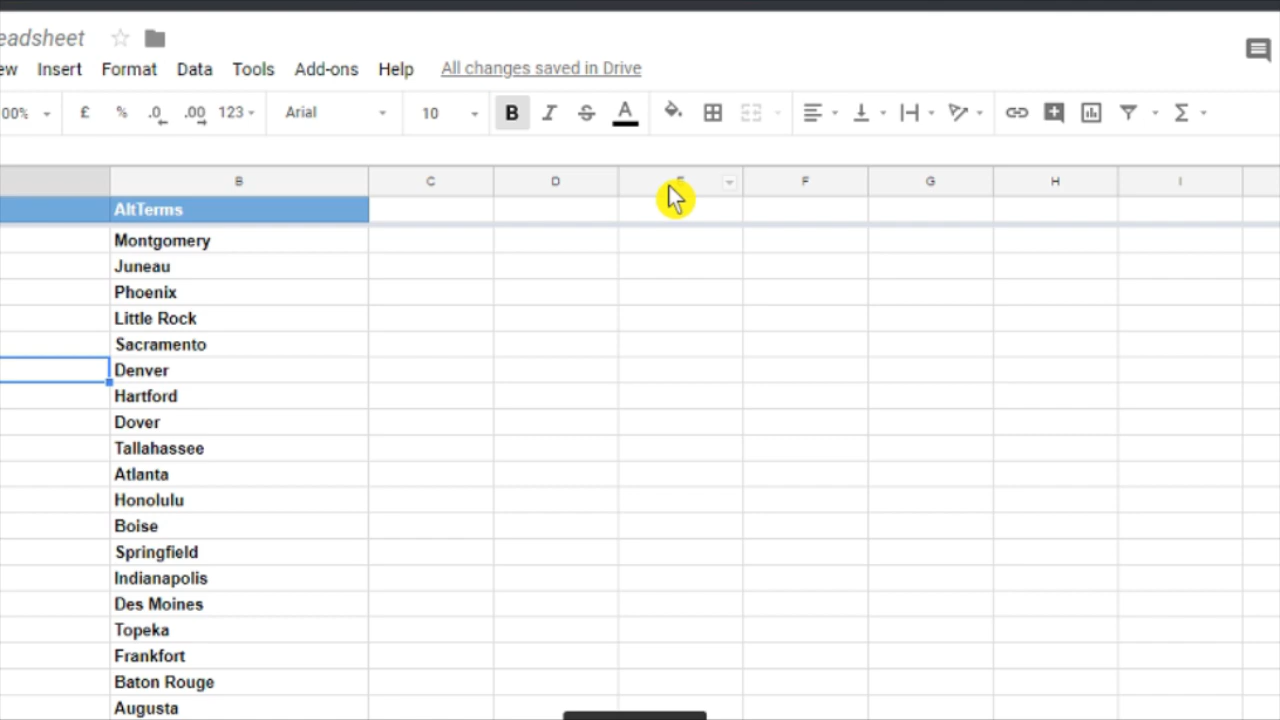 eadsheet
ew Insert Format Data Tools Add-ons Help All changes saved in Drive
00% £ % .0 .00 123 Arial 10 B I S A
B C D F G H I
AltTerms
Montgomery
Juneau
Phoenix
Little Rock
Sacramento
Denver
Hartford
Dover
Tallahassee
Atlanta
Honolulu
Boise
Springfield
Indianapolis
Des Moines
Topeka
Frankfort
Baton Rouge
Augusta